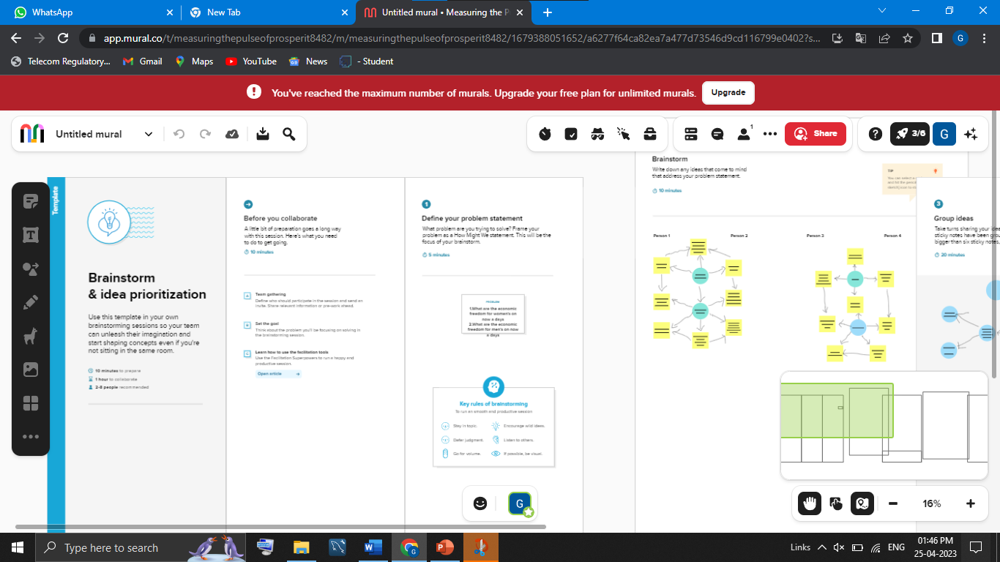 WhatsApp
New Tab
Untitled mural • Measuring the P
app.mural.co/t/measuringthepulseofprosperit8482/m/measuringthepulseofprosperit8482/1679388051652/a6277f64ca82ea7a477d73546d9cd116799e0402?s...
G
Telecom Regulatory...
Gmail
Maps
YouTube
News
- Student
You've reached the maximum number of murals. Upgrade your free plan for unlimited murals.
Upgrade
Untitled mural
1
Share
3/6
G
Template
Brainstorm
& idea prioritization
Use this template in your own
brainstorming sessions so your team
can unleash their imagination and
start shaping concepts even if you're
not sitting in the same room.
10 minutes to prepare
1 hour to collaborate
2-8 people recommended
Before you collaborate
A little bit of preparation goes a long way
with this session. Here's what you need
to do to get going.
10 minutes
Team gathering
Define who should participate in the session and send an
invite. Share relevant information or pre-work ahead.
Set the goal
Think about the problem you'll be focusing on solving in
the brainstorming session.
Learn how to use the facilitation tools
Use the Facilitation Superpowers to run a happy and
productive session.
Open article
1
Define your problem statement
What problem are you trying to solve? Frame your
problem as a How Might We statement. This will be the
focus of your brainstorm.
5 minutes
PROBLEM
1.What are the economic
freedom for women's on
now a days
2.What are the economic
freedom for men's on now
a days
Key rules of brainstorming
To run an smooth and productive session
Stay in topic.
Encourage wild ideas.
Defer judgment.
Listen to others.
Go for volume.
If possible, be visual.
Brainstorm
Write down any ideas that come to mind
that address your problem statement.
10 minutes
TIP
You can select a
Person 1
Person 2
Person 3
Person 4
3
Group ideas
Take turns sharing your idea
sticky notes have been grou
bigger than six sticky notes,
20 minutes
G
16%
Type here to search
Links
ENG
01:46 PM
25-04-2023